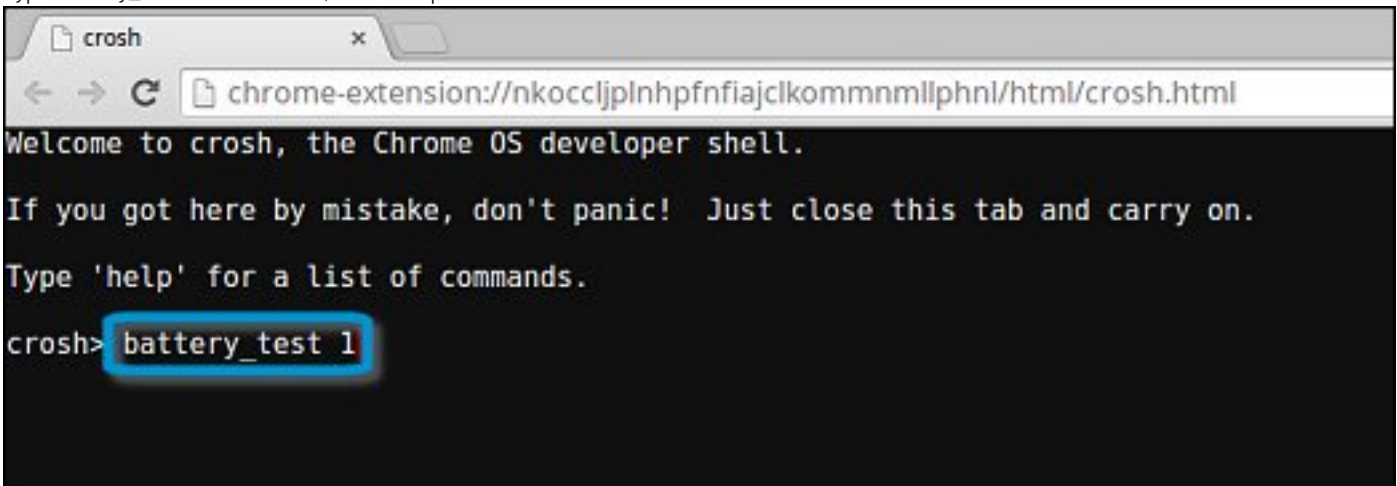 crosh
chrome-extension://nkoccljplnhpfnfiajclkommnmllphnl/html/crosh.html
Welcome to crosh, the Chrome OS developer shell.
If you got here by mistake, don't panic!  Just close this tab and carry on.
Type 'help' for a list of commands.
crosh> battery_test 1